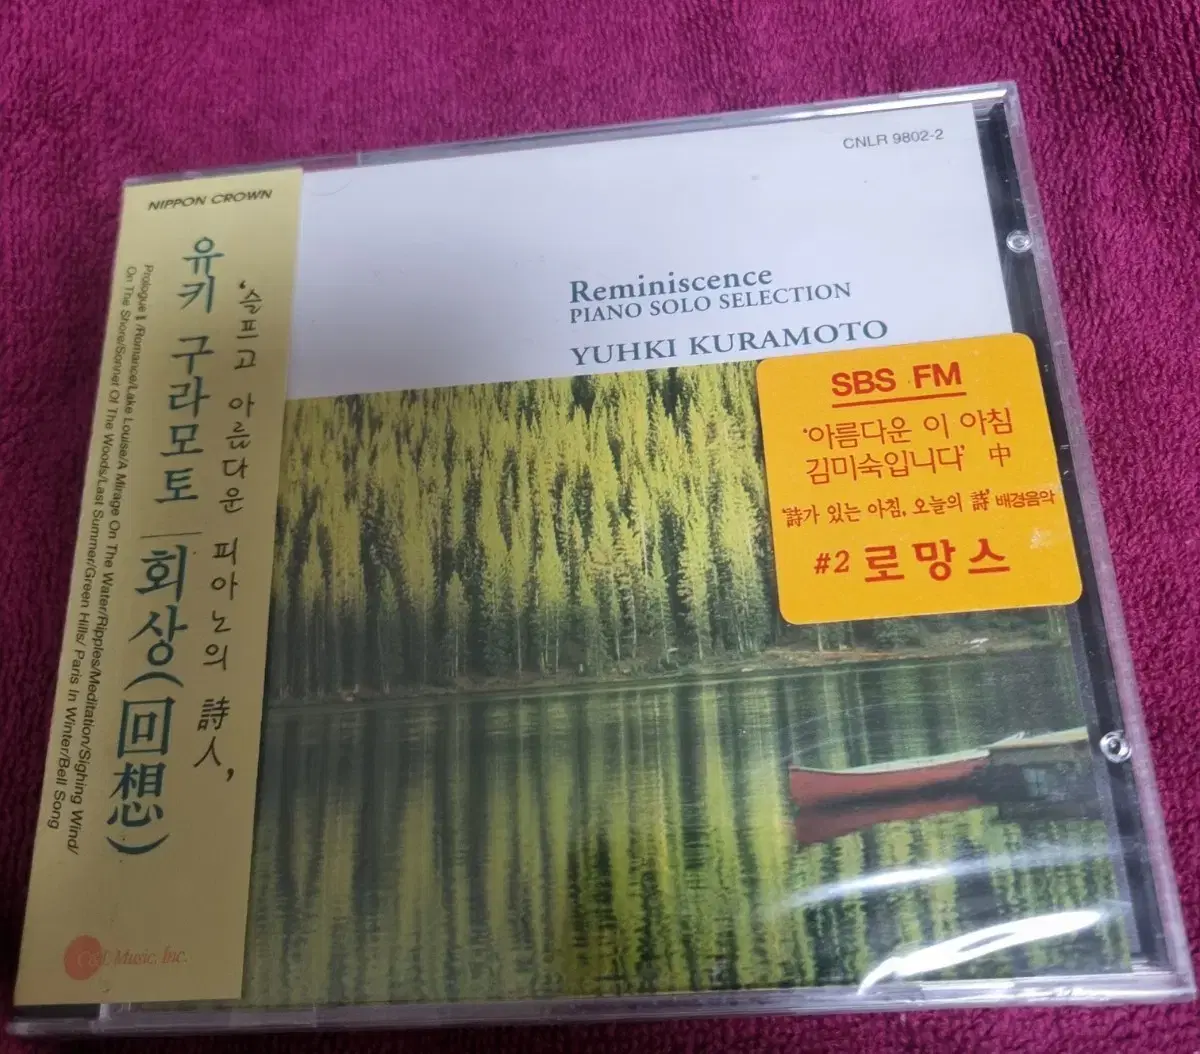 CNLR 9802-2
NIPPON CROWN
Reminiscence
PIANO SOLO SELECTION
YUHKI KURAMOTO
SBS FM
'아름다운 이 아침
김미숙입니다' 中
'詩가 있는 아침, 오늘의 詩' 배경음악
#2 로망스
'슬프고 아름다운 피아노의 詩人,
유키 구라모토 | 회상(回想)
Prologue Ⅱ/Romance/Lake Louise/A Mirage On The Water/Ripples/Meditation/Sighing Wind/
On The Shore/Sonnet Of The Woods/Last Summer/Green Hills/ Paris In Winter/Bell Song
C&L Music, Inc.